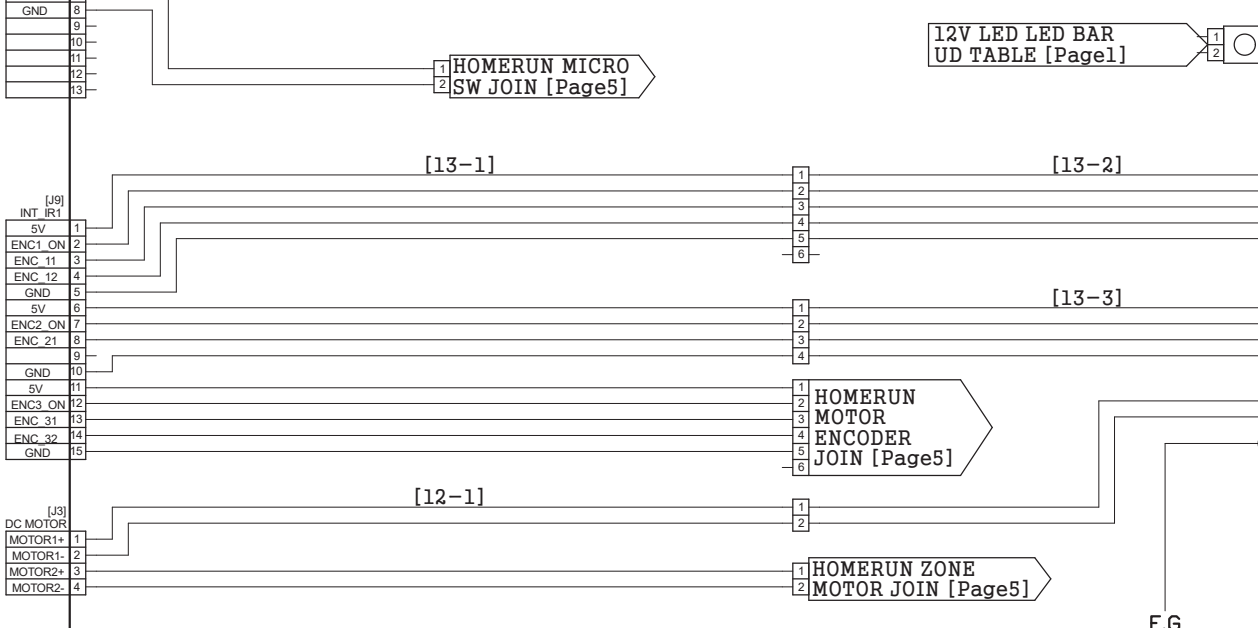 GND 8
9
10
11
12
13
1 HOMERUN MICRO
2 SW JOIN [Page5]
12V LED LED BAR 1
UD TABLE [Page1] 2
[13-1]
[13-2]
1
2
3
4
5
6
[J9]
INT_IR1
5V 1
ENC1_ON 2
ENC_11 3
ENC_12 4
GND 5
5V 6
ENC2_ON 7
ENC_21 8
9
GND 10
5V 11
ENC3_ON 12
ENC_31 13
ENC_32 14
GND 15
[13-3]
1
2
3
4
1 HOMERUN
2 MOTOR
3 ENCODER
4 JOIN [Page5]
5
6
[12-1]
1
2
[J3]
DC MOTOR
MOTOR1+ 1
MOTOR1- 2
MOTOR2+ 3
MOTOR2- 4
1 HOMERUN ZONE
2 MOTOR JOIN [Page5]
F.G